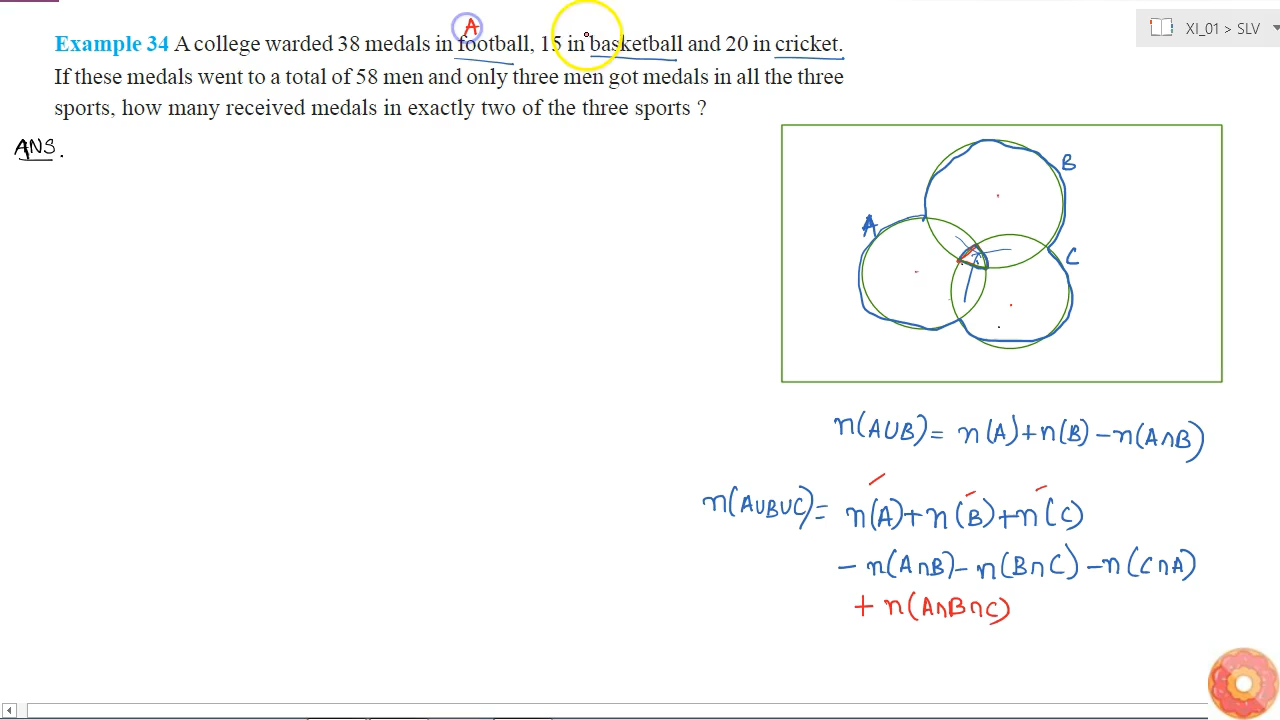 XI_01 > SLV
A
Example 34 A college warded 38 medals in football, 15 in basketball and 20 in cricket.
If these medals went to a total of 58 men and only three men got medals in all the three
sports, how many received medals in exactly two of the three sports ?
ANS.
B
A
C
n(A∪B) = n(A)+n(B)-n(A∩B)
n(A∪B∪C)= n(A)+n(B)+n(C)
- n(A∩B)- n(B∩C)-n(C∩A)
+ n(A∩B∩C)